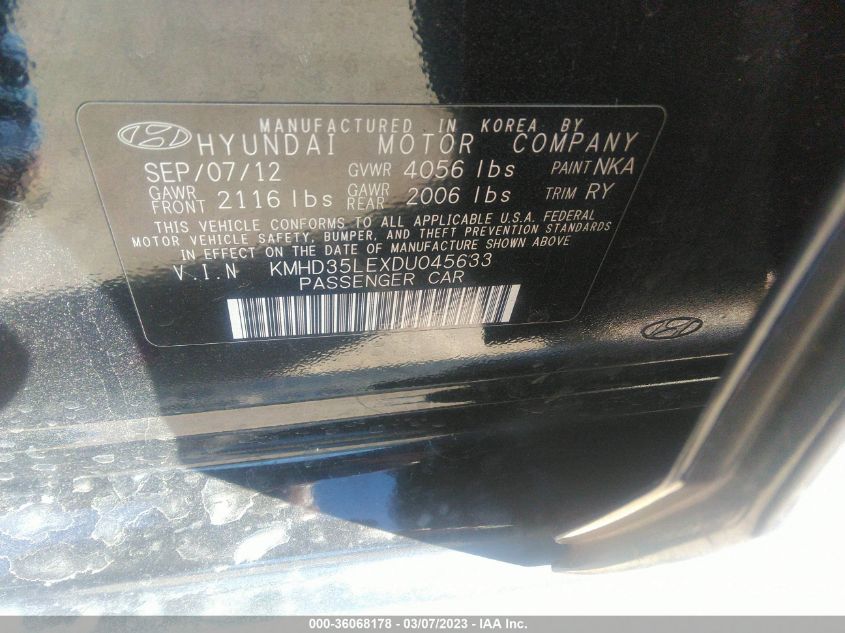 MANUFACTURED IN KOREA BY
HYUNDAI MOTOR COMPANY
SEP/07/12 GVWR 4056 lbs PAINT NKA
GAWR FRONT 2116 lbs GAWR REAR 2006 lbs TRIM RY
THIS VEHICLE CONFORMS TO ALL APPLICABLE U.S.A. FEDERAL
MOTOR VEHICLE SAFETY, BUMPER, AND THEFT PREVENTION STANDARDS
IN EFFECT ON THE DATE OF MANUFACTURE SHOWN ABOVE
V.I.N KMHD35LEXDU045633
PASSENGER CAR
000-36068178 - 03/07/2023 - IAA Inc.